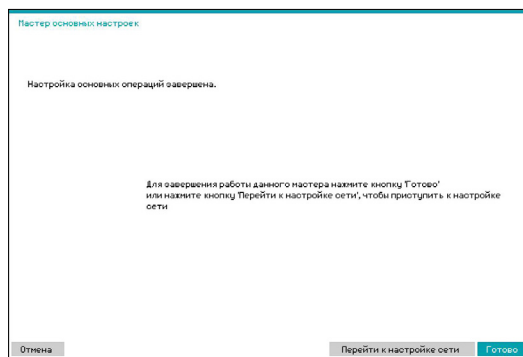 Мастер основных настроек
Настройка основных операций завершена.
Для завершения работы данного мастера нажмите кнопку 'Готово'
или нажмите кнопку 'Перейти к настройке сети', чтобы приступить к настройке
сети
Отмена
Перейти к настройке сети
Готово